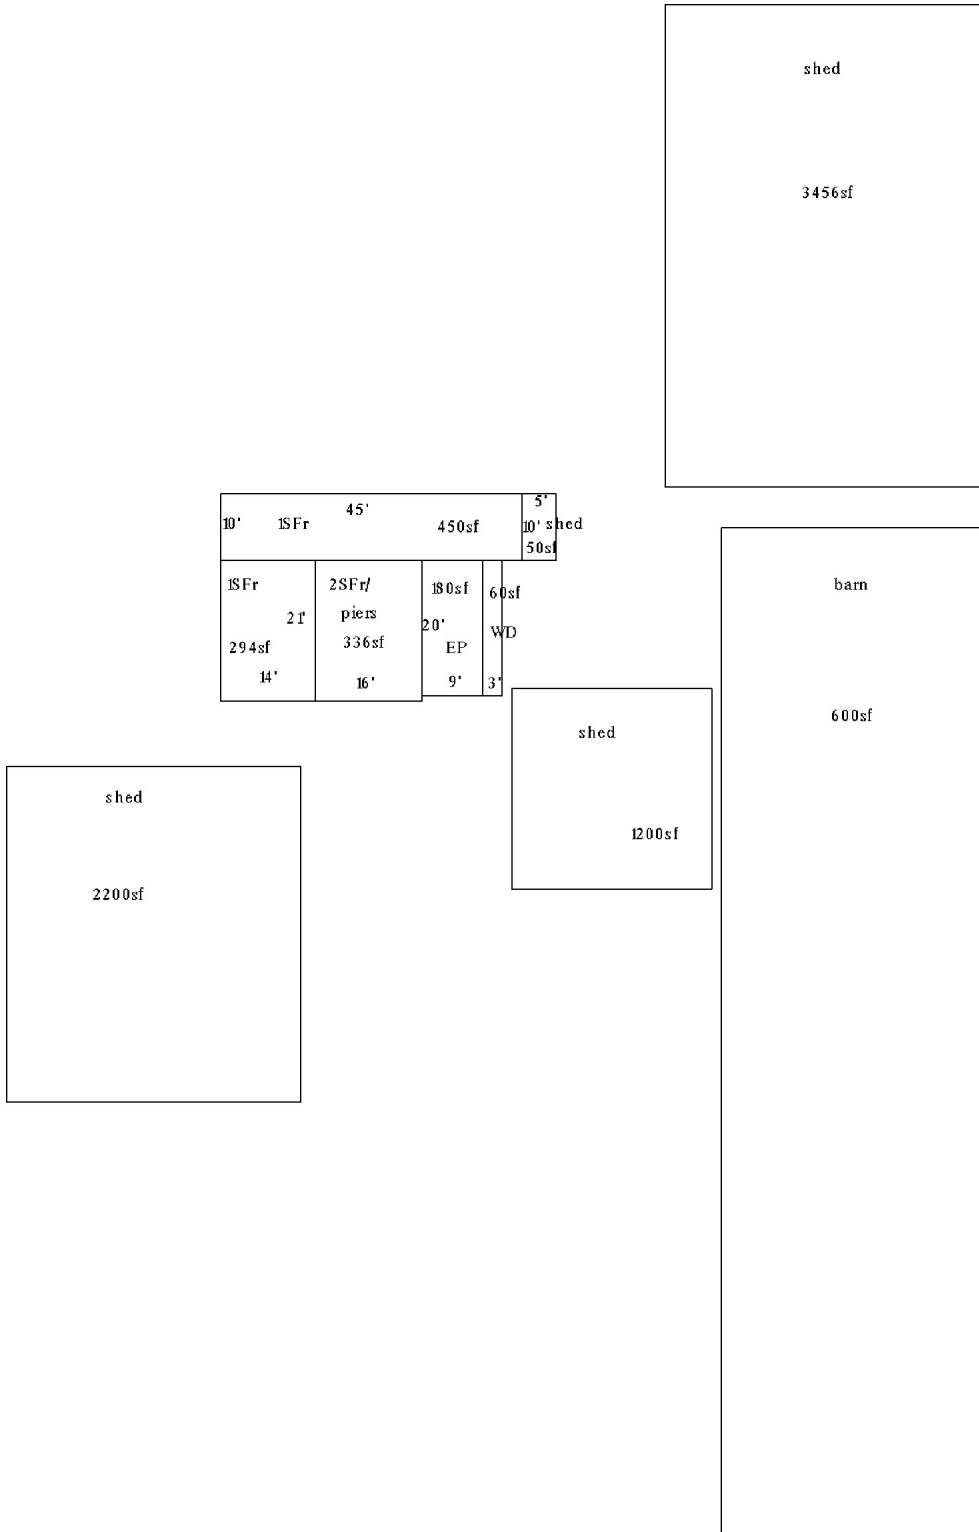 shed
3456sf
45'
10'
1SFr
450sf
5'
10' shed
50sf
1SFr
21'
294sf
14'
2SFr/
piers
336sf
16'
180sf
20'
EP
9'
60sf
WD
3'
barn
600sf
shed
1200sf
shed
2200sf